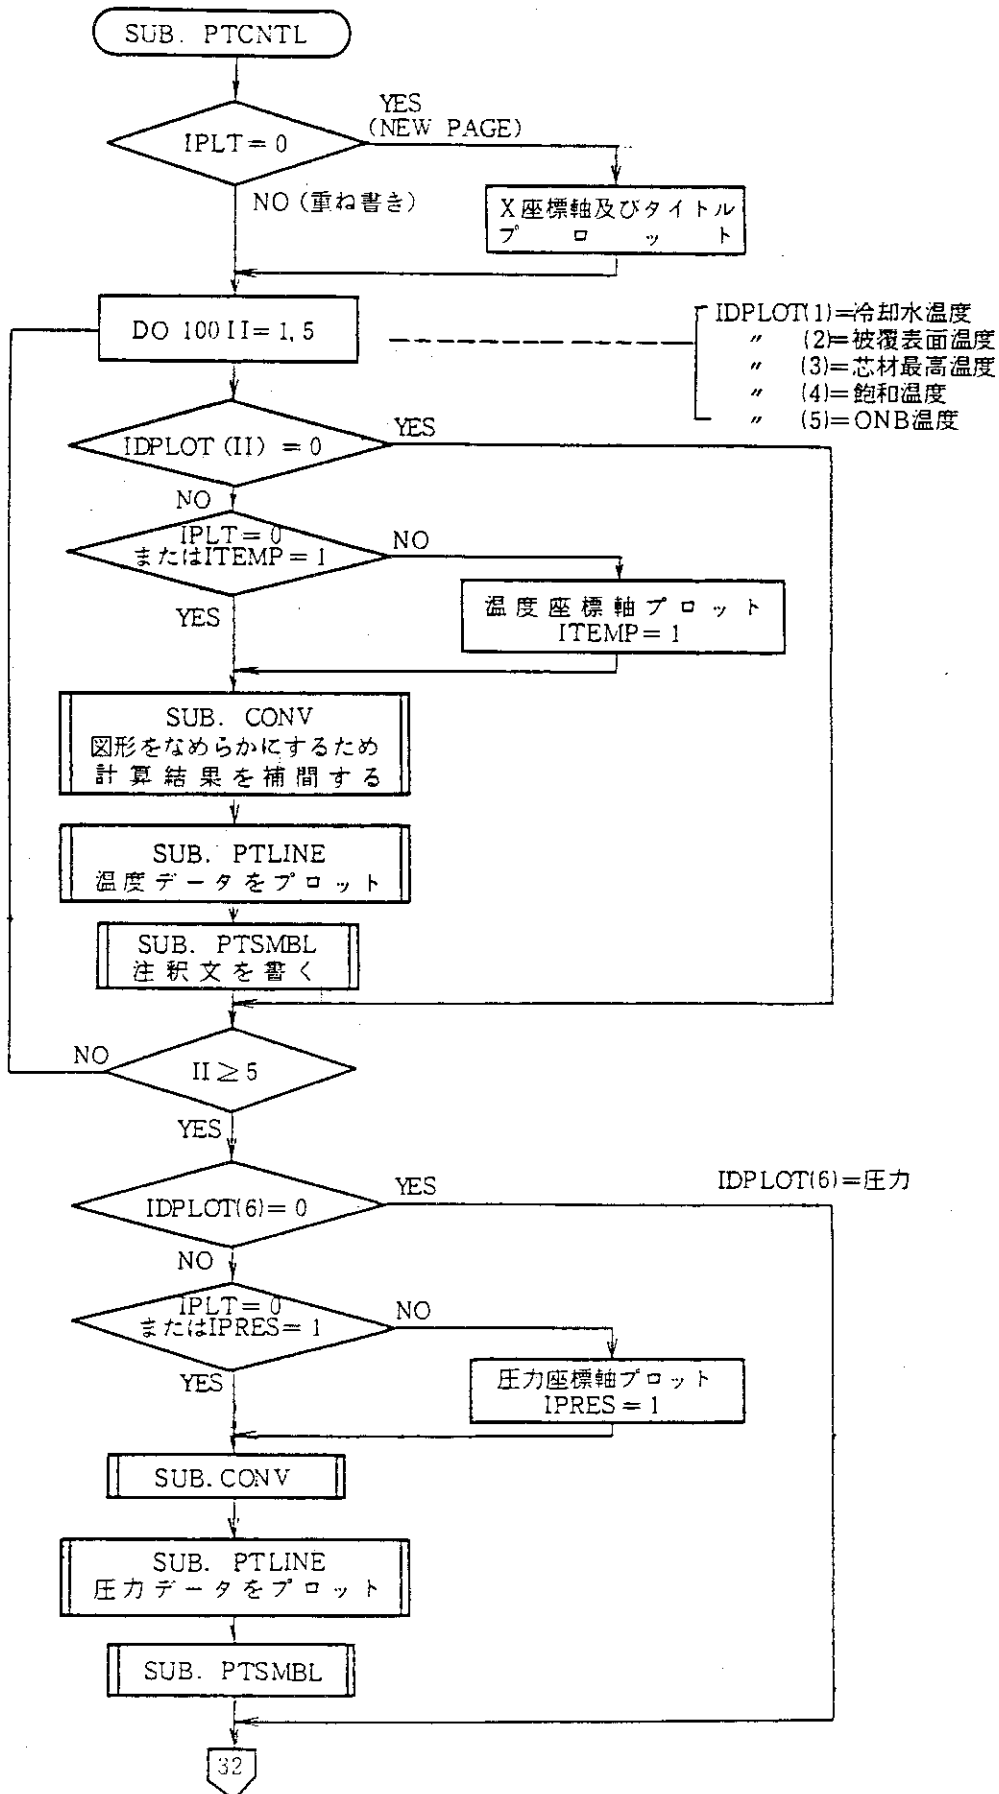 SUB. PTCNTL
YES
(NEW PAGE)
IPLT = 0
NO (重ね書き)
X座標軸及びタイトル
プロット
DO 100 II = 1, 5
IDPLOT(1)=冷却水温度
〃 (2)=被覆表面温度
〃 (3)=芯材最高温度
〃 (4)=飽和温度
〃 (5)=ONB温度
IDPLOT (II) = 0
YES
NO
IPLT = 0
またはITEMP = 1
NO
YES
温度座標軸プロット
ITEMP = 1
SUB. CONV
図形をなめらかにするため
計算結果を補間する
SUB. PTLINE
温度データをプロット
SUB. PTSMBL
注釈文を書く
NO
II ≥ 5
YES
IDPLOT(6) = 0
YES
IDPLOT(6)=圧力
NO
IPLT = 0
またはIPRES = 1
NO
YES
圧力座標軸プロット
IPRES = 1
SUB. CONV
SUB. PTLINE
圧力データをプロット
SUB. PTSMBL
32